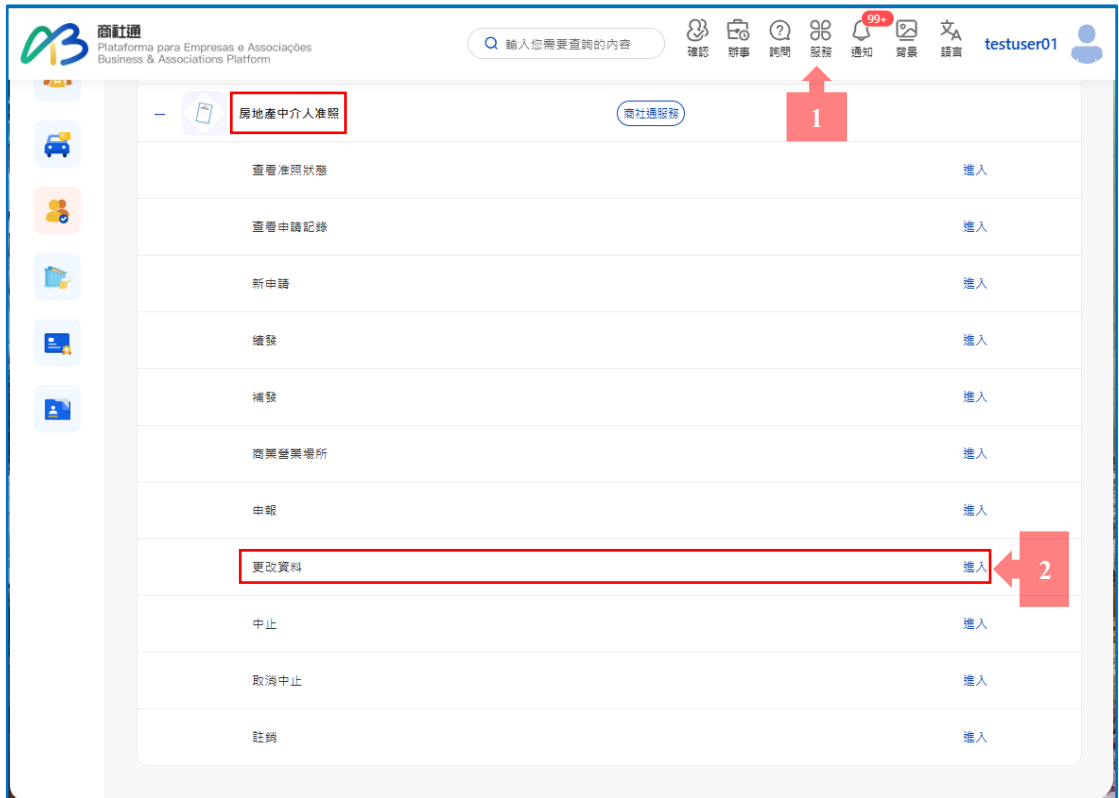 商社通
Plataforma para Empresas e Associações
Business & Associations Platform
輸入您需要查詢的內容
確認
辦事
詢問
服務
99+
通知
背景
語言
testuser01
1
房地產中介人准照
商社通服務
查看准照狀態 進入
查看申請記錄 進入
新申請 進入
續發 進入
補發 進入
商業營業場所 進入
申報 進入
更改資料 進入
2
中止 進入
取消中止 進入
註銷 進入